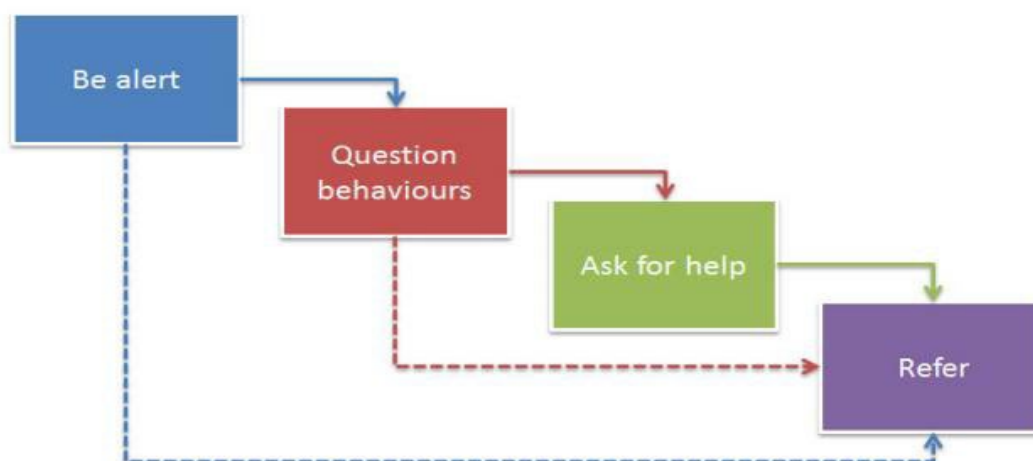 Be alert
Question
behaviours
Ask for help
Refer